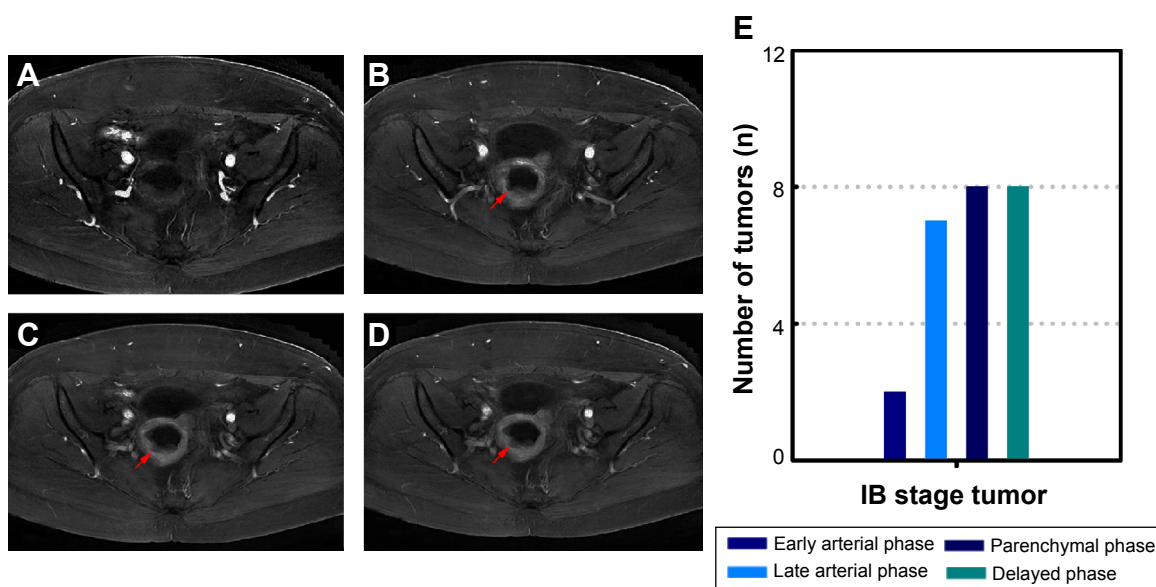 A
B
C
D
E
Number of tumors (n)
12
8
4
0
IB stage tumor
Early arterial phase
Parenchymal phase
Late arterial phase
Delayed phase